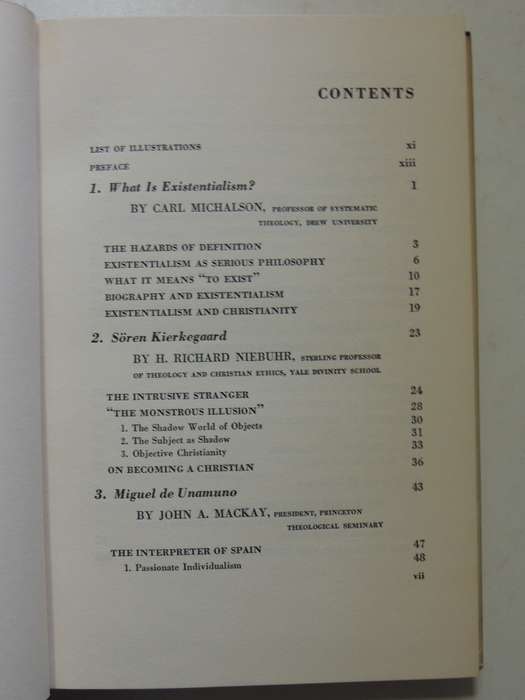 CONTENTS
LIST OF ILLUSTRATIONS xi
PREFACE xiii
1. What Is Existentialism? 1
BY CARL MICHALSON, PROFESSOR OF SYSTEMATIC
THEOLOGY, DREW UNIVERSITY
THE HAZARDS OF DEFINITION 3
EXISTENTIALISM AS SERIOUS PHILOSOPHY 6
WHAT IT MEANS "TO EXIST" 10
BIOGRAPHY AND EXISTENTIALISM 17
EXISTENTIALISM AND CHRISTIANITY 19
2. Sören Kierkegaard 23
BY H. RICHARD NIEBUHR, STERLING PROFESSOR
OF THEOLOGY AND CHRISTIAN ETHICS, YALE DIVINITY SCHOOL
THE INTRUSIVE STRANGER 24
"THE MONSTROUS ILLUSION" 28
1. The Shadow World of Objects 30
2. The Subject as Shadow 31
3. Objective Christianity 33
ON BECOMING A CHRISTIAN 36
3. Miguel de Unamuno 43
BY JOHN A. MACKAY, PRESIDENT, PRINCETON
THEOLOGICAL SEMINARY
THE INTERPRETER OF SPAIN 47
1. Passionate Individualism 48
vii